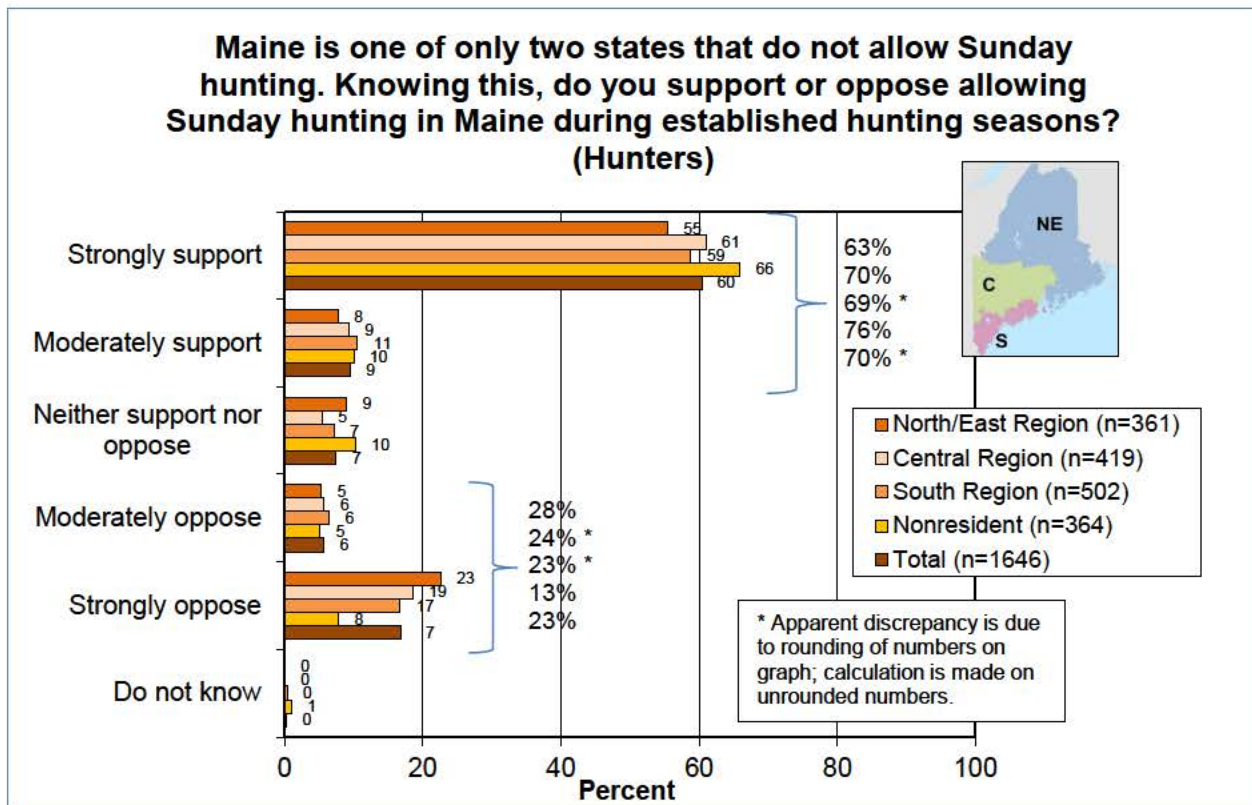 Maine is one of only two states that do not allow Sunday
hunting. Knowing this, do you support or oppose allowing
Sunday hunting in Maine during established hunting seasons?
(Hunters)
NE
C
S
Strongly support
55
61
59
66
60
63%
70%
69% *
76%
70% *
Moderately support
8
9
11
10
9
Neither support nor
oppose
9
5
7
10
7
North/East Region (n=361)
Central Region (n=419)
South Region (n=502)
Nonresident (n=364)
Total (n=1646)
Moderately oppose
5
6
6
5
6
28%
24% *
23% *
13%
23%
Strongly oppose
23
19
17
8
7
* Apparent discrepancy is due
to rounding of numbers on
graph; calculation is made on
unrounded numbers.
Do not know
0
0
0
1
0
0 20 40 60 80 100
Percent